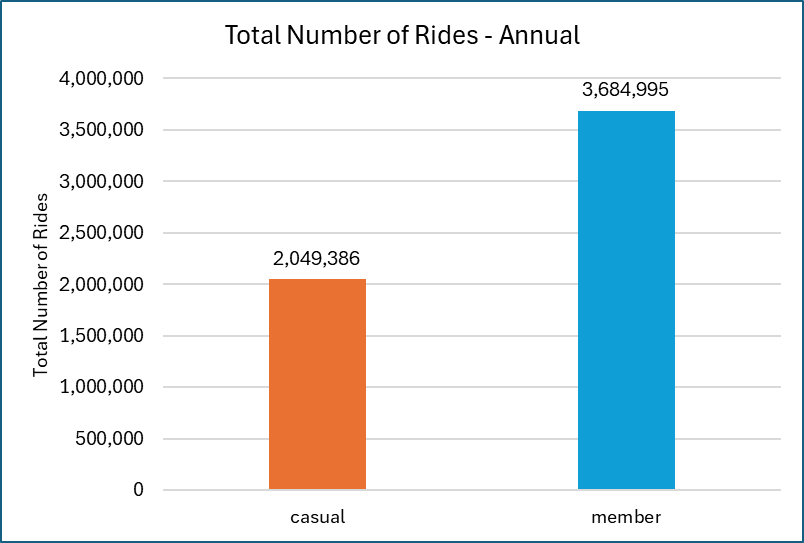 Total Number of Rides - Annual
4,000,000
3,500,000
3,000,000
2,500,000
2,000,000
1,500,000
1,000,000
500,000
0
Total Number of Rides
2,049,386
3,684,995
casual
member